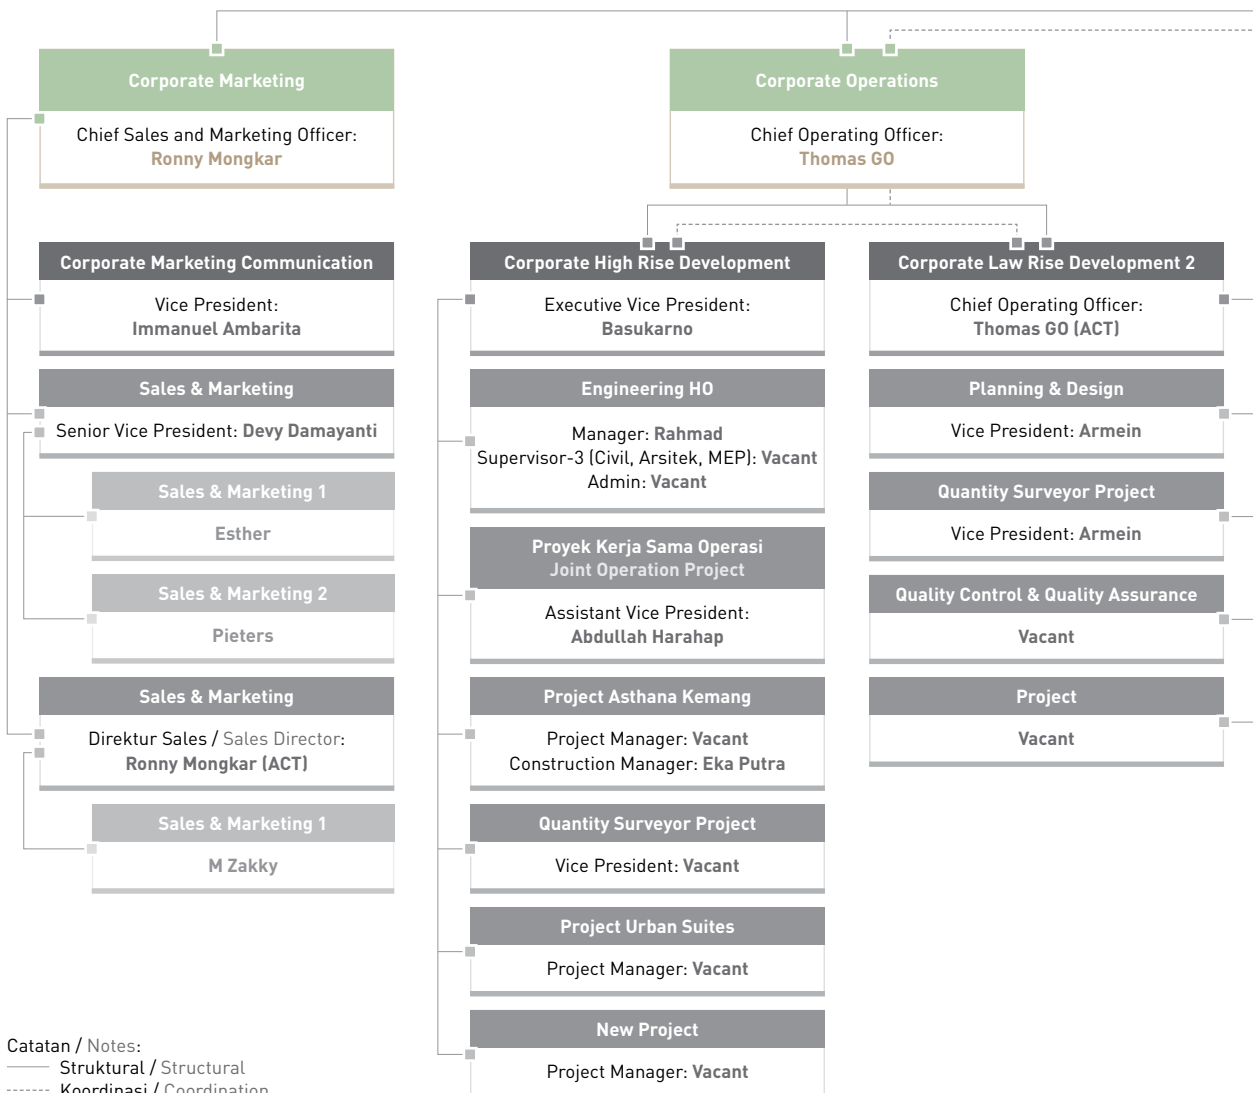 Corporate Marketing
Chief Sales and Marketing Officer:
Ronny Mongkar
Corporate Marketing Communication
Vice President:
Immanuel Ambarita
Sales & Marketing
Senior Vice President: Devy Damayanti
Sales & Marketing 1
Esther
Sales & Marketing 2
Pieters
Sales & Marketing
Direktur Sales / Sales Director:
Ronny Mongkar (ACT)
Sales & Marketing 1
M Zakky
Corporate Operations
Chief Operating Officer:
Thomas GO
Corporate High Rise Development
Executive Vice President:
Basukarno
Engineering HO
Manager: Rahmad
Supervisor-3 (Civil, Arsitek, MEP): Vacant
Admin: Vacant
Proyek Kerja Sama Operasi
Joint Operation Project
Assistant Vice President:
Abdullah Harahap
Project Asthana Kemang
Project Manager: Vacant
Construction Manager: Eka Putra
Quantity Surveyor Project
Vice President: Vacant
Project Urban Suites
Project Manager: Vacant
New Project
Project Manager: Vacant
Corporate Law Rise Development 2
Chief Operating Officer:
Thomas GO (ACT)
Planning & Design
Vice President: Armein
Quantity Surveyor Project
Vice President: Armein
Quality Control & Quality Assurance
Vacant
Project
Vacant
Catatan / Notes:
Struktural / Structural
Koordinasi / Coordination